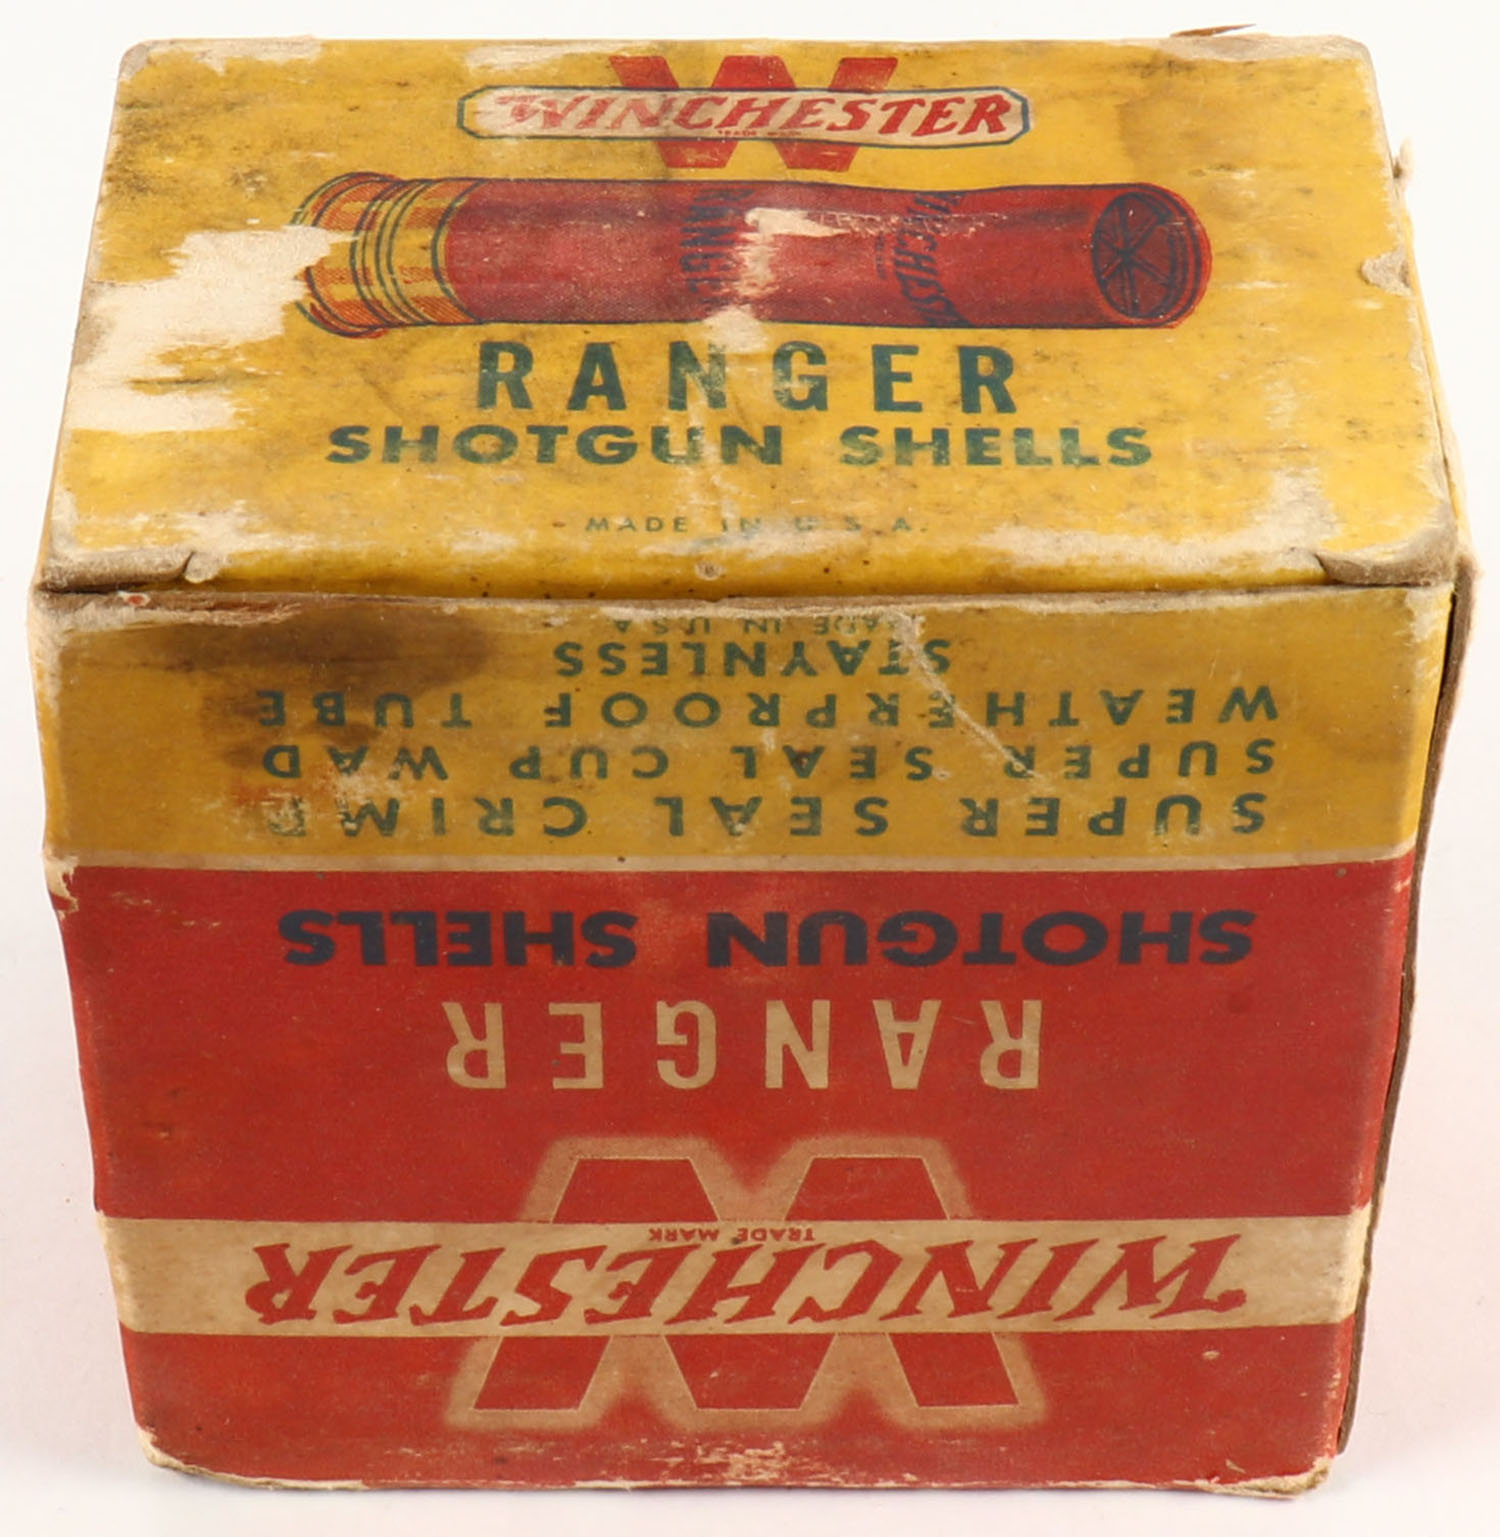 WINCHESTER
TRADE MARK
RANGER
WINCHESTER
RANGER
SHOTGUN SHELLS
MADE IN U.S.A.
WINCHESTER
TRADE MARK
RANGER
SHOTGUN SHELLS
SUPER SEAL CRIMP
SUPER SEAL CUP WAD
WEATHERPROOF TUBE
STAYNLESS
MADE IN U.S.A.